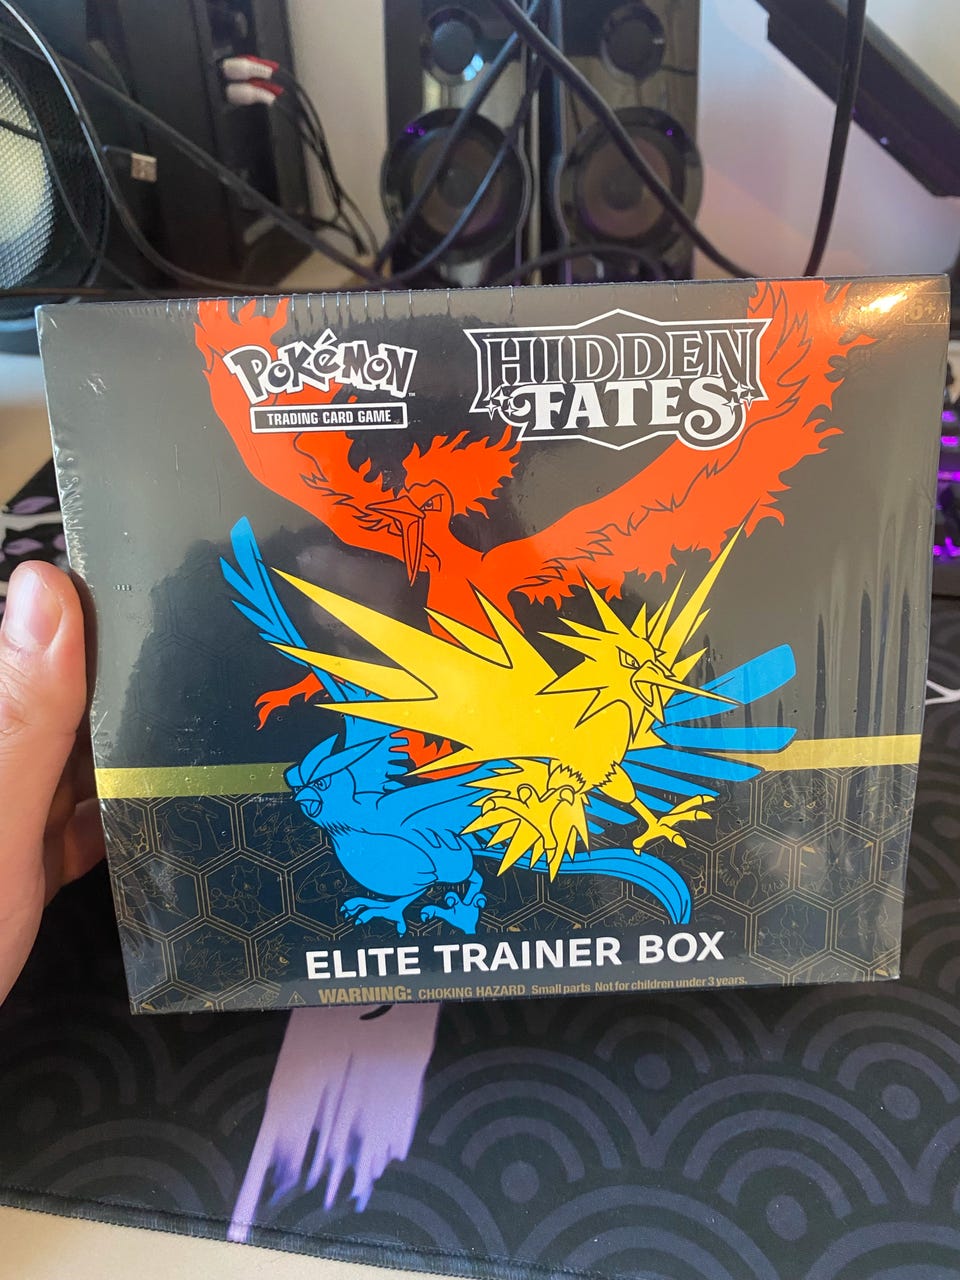 POKéMON
TRADING CARD GAME
HIDDEN
FATES
6+
ELITE TRAINER BOX
WARNING: CHOKING HAZARD Small parts Not for children under 3 years.